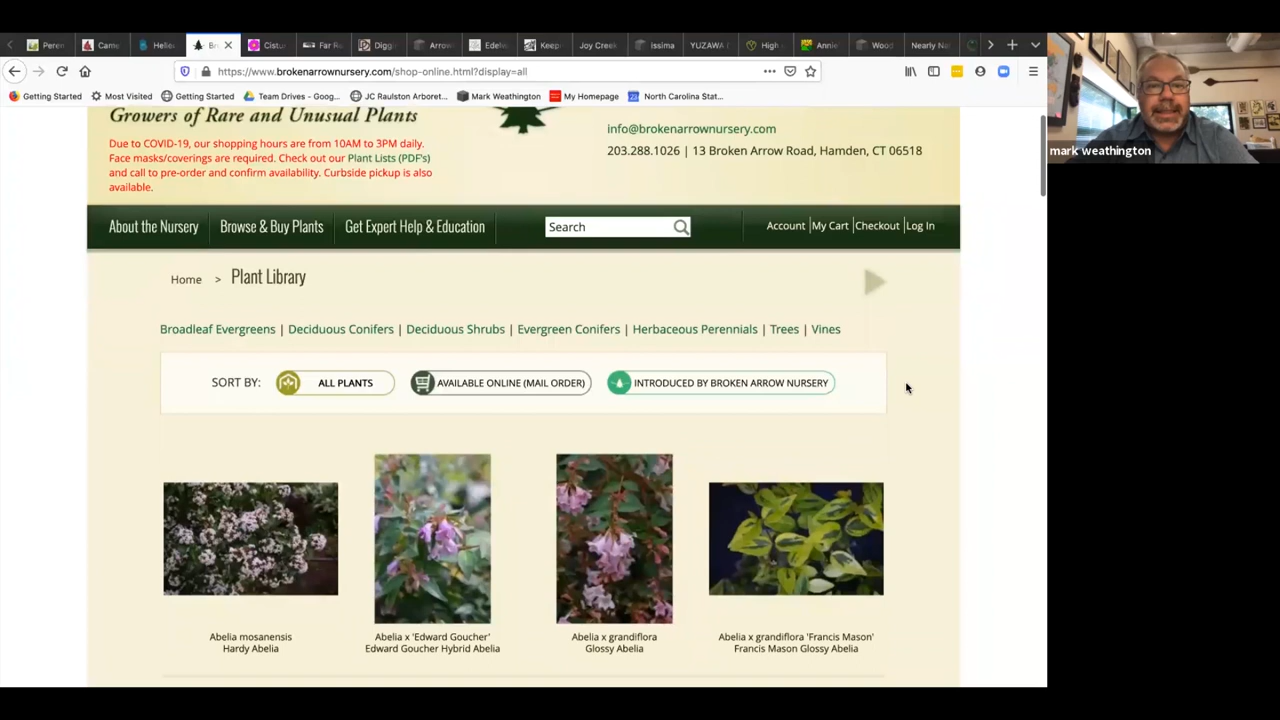 Peren
Came
Helle
Br
Cistu
Far Re
Diggi
Arrow
Edelw
Keepi
Joy Creek
Issima
YUZAWA
High
Annie
Wood
Nearly Na
https://www.brokenarrownursery.com/shop-online.html?display=all
Getting Started
Most Visited
Getting Started
Team Drives - Goog...
JC Raulston Arboret...
Mark Weathington
My Homepage
North Carolina Stat...
mark weathington
Growers of Rare and Unusual Plants
Due to COVID-19, our shopping hours are from 10AM to 3PM daily.
Face masks/coverings are required. Check out our Plant Lists (PDF's)
and call to pre-order and confirm availability. Curbside pickup is also
available.
info@brokenarrownursery.com
203.288.1026 | 13 Broken Arrow Road, Hamden, CT 06518
About the Nursery
Browse & Buy Plants
Get Expert Help & Education
Search
Account | My Cart | Checkout | Log In
Home > Plant Library
Broadleaf Evergreens | Deciduous Conifers | Deciduous Shrubs | Evergreen Conifers | Herbaceous Perennials | Trees | Vines
SORT BY:
ALL PLANTS
AVAILABLE ONLINE (MAIL ORDER)
INTRODUCED BY BROKEN ARROW NURSERY
Abelia mosanensis
Hardy Abelia
Abelia x 'Edward Goucher'
Edward Goucher Hybrid Abelia
Abelia x grandiflora
Glossy Abelia
Abelia x grandiflora 'Francis Mason'
Francis Mason Glossy Abelia